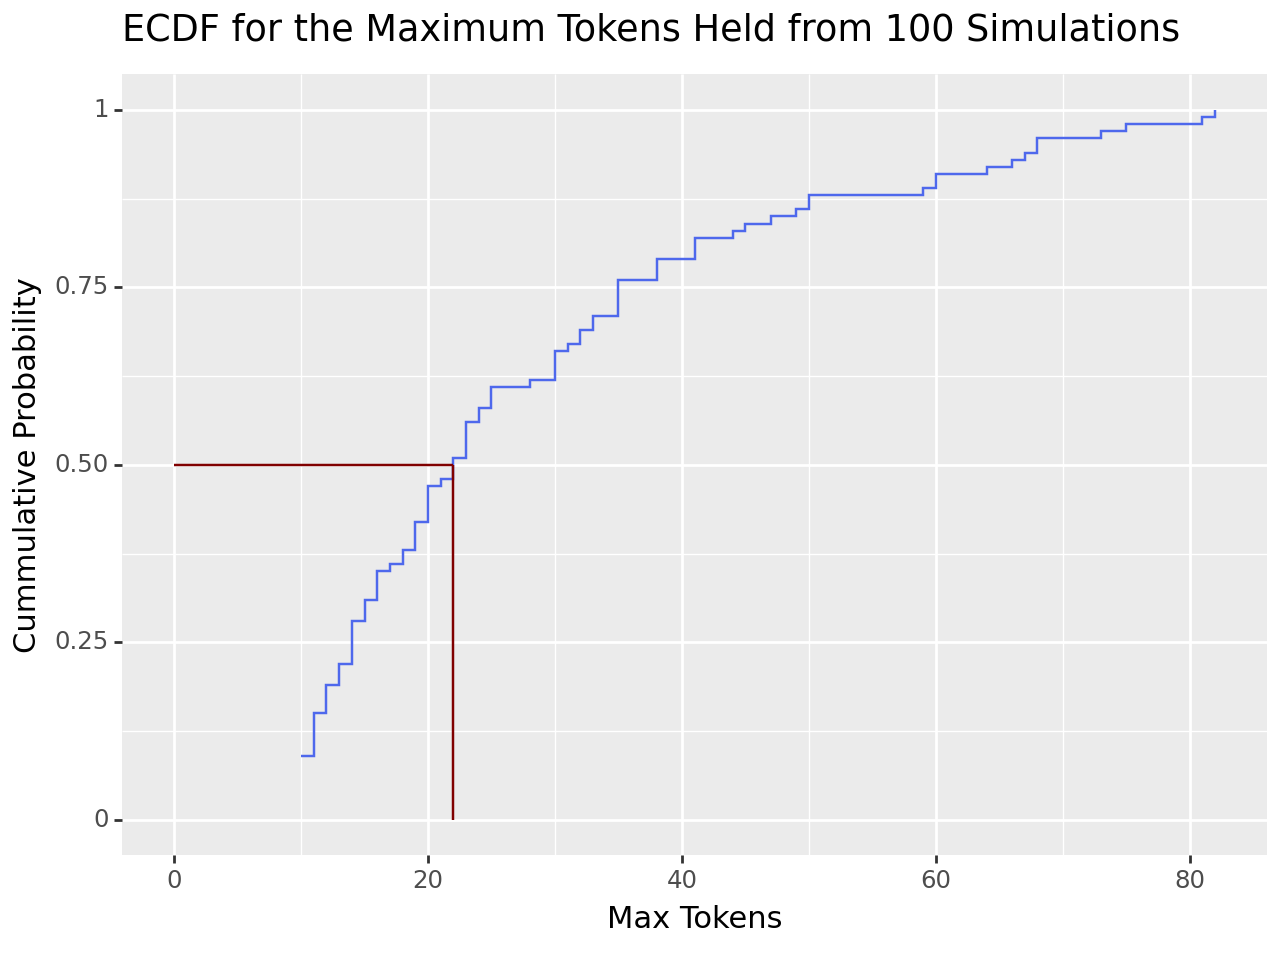 ECDF for the Maximum Tokens Held from 100 Simulations
Cummulative Probability
1
0.75
0.50
0.25
0
0 20 40 60 80
Max Tokens